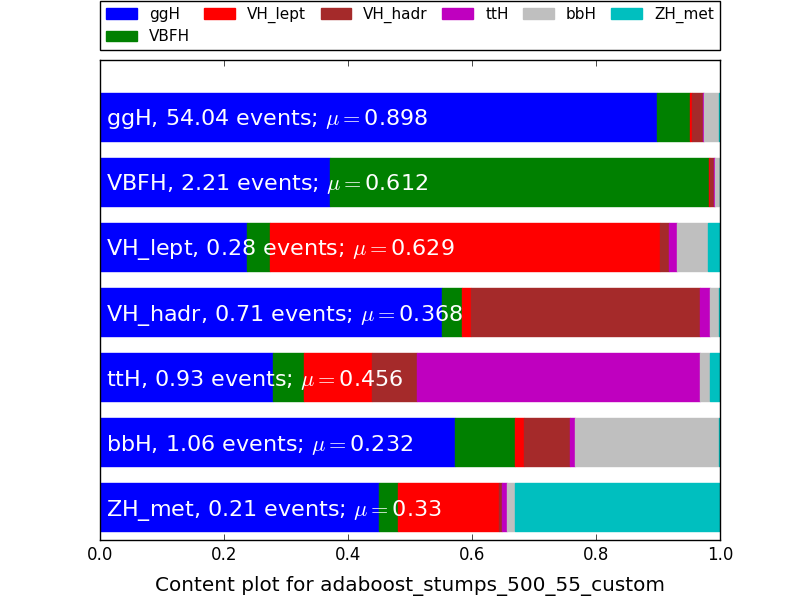 ggH VH_lept VH_hadr ttH bbH ZH_met
VBFH
ggH, 54.04 events; μ = 0.898
VBFH, 2.21 events; μ = 0.612
VH_lept, 0.28 events; μ = 0.629
VH_hadr, 0.71 events; μ = 0.368
ttH, 0.93 events; μ = 0.456
bbH, 1.06 events; μ = 0.232
ZH_met, 0.21 events; μ = 0.33
0.0 0.2 0.4 0.6 0.8 1.0
Content plot for adaboost_stumps_500_55_custom